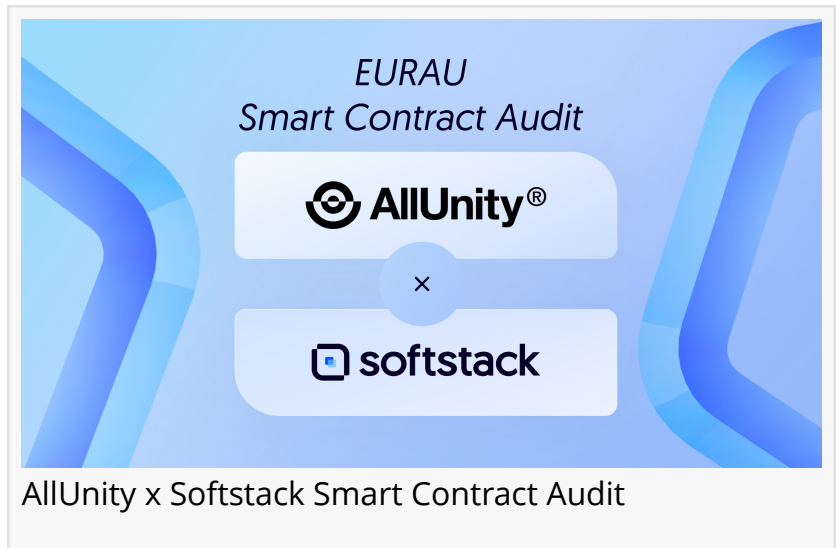 EURAU
Smart Contract Audit
AllUnity®
×
softstack
AllUnity x Softstack Smart Contract Audit